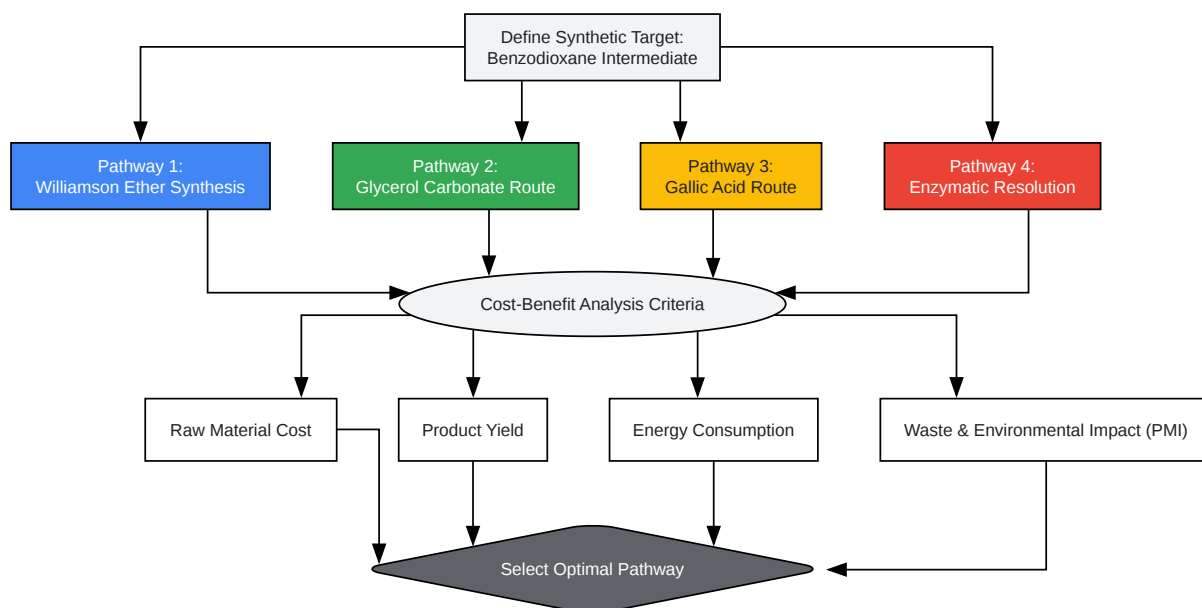 Define Synthetic Target:
Benzodioxane Intermediate
Pathway 1:
Williamson Ether Synthesis
Pathway 2:
Glycerol Carbonate Route
Pathway 3:
Gallic Acid Route
Pathway 4:
Enzymatic Resolution
Cost-Benefit Analysis Criteria
Raw Material Cost
Product Yield
Energy Consumption
Waste & Environmental Impact (PMI)
Select Optimal Pathway